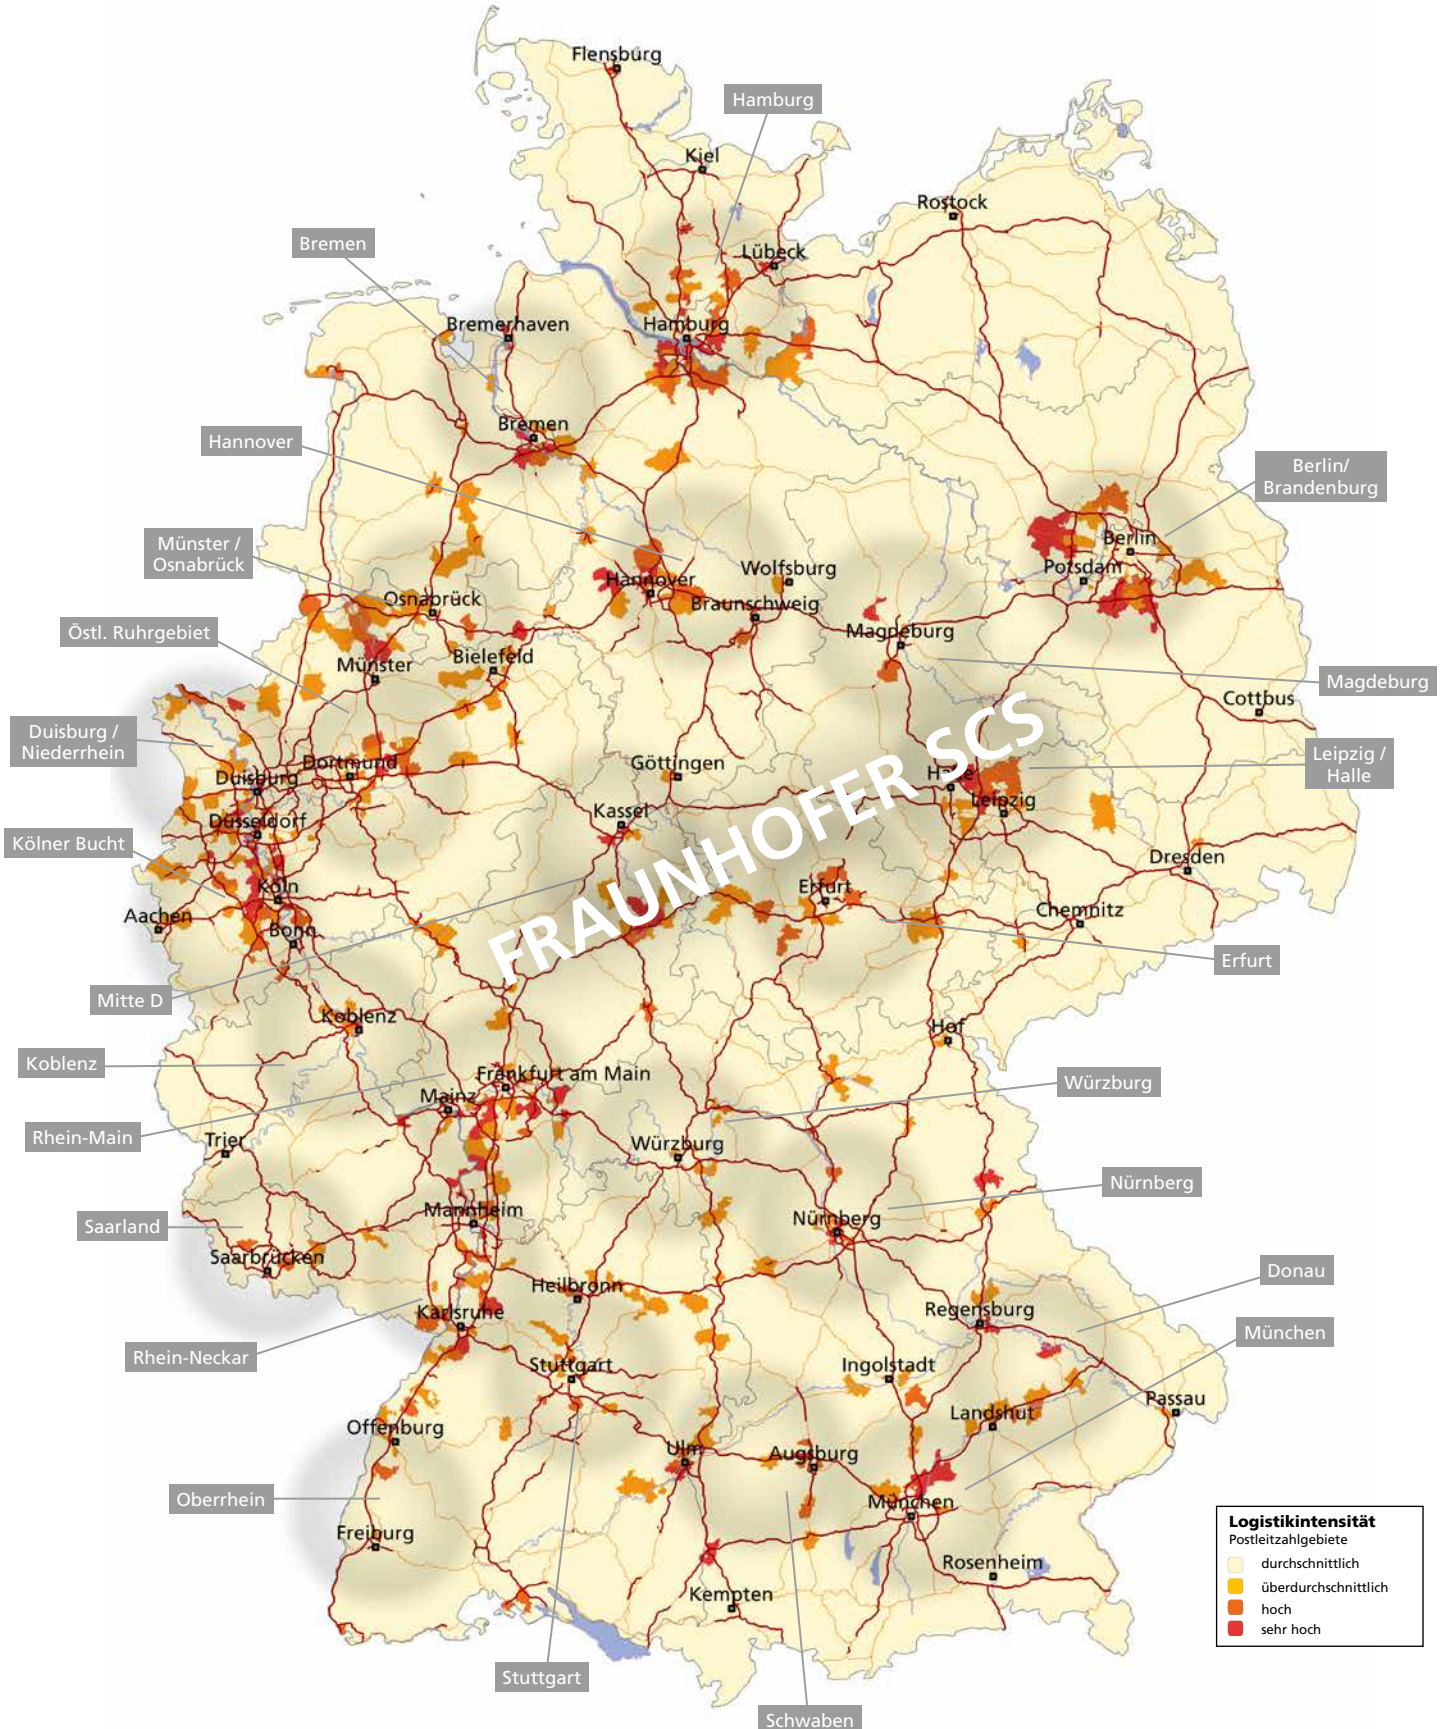 Flensburg
Hamburg
Kiel
Rostock
Bremen
Lübeck
Bremerhaven
Hamburg
Bremen
Hannover
Berlin/
Brandenburg
Münster /
Osnabrück
Berlin
Potsdam
Wolfsburg
Hannover
Osnabrück
Braunschweig
Östl. Ruhrgebiet
Magdeburg
Bielefeld
Münster
Magdeburg
Cottbus
Duisburg /
Niederrhein
Leipzig /
Halle
Dortmund
Göttingen
Duisburg
Halle
Leipzig
FRAUNHOFER SCS
Kassel
Düsseldorf
Kölner Bucht
Dresden
Köln
Erfurt
Aachen
Chemnitz
Bonn
Erfurt
Mitte D
Koblenz
Hof
Koblenz
Frankfurt am Main
Würzburg
Mainz
Rhein-Main
Trier
Würzburg
Nürnberg
Mannheim
Nürnberg
Saarland
Saarbrücken
Donau
Heilbronn
Karlsruhe
Regensburg
München
Rhein-Neckar
Stuttgart
Ingolstadt
Passau
Landshut
Offenburg
Ulm
Augsburg
Oberrhein
München
Freiburg
Rosenheim
Kempten
Logistikintensität
Postleitzahlgebiete
durchschnittlich
überdurchschnittlich
hoch
sehr hoch
Stuttgart
Schwaben